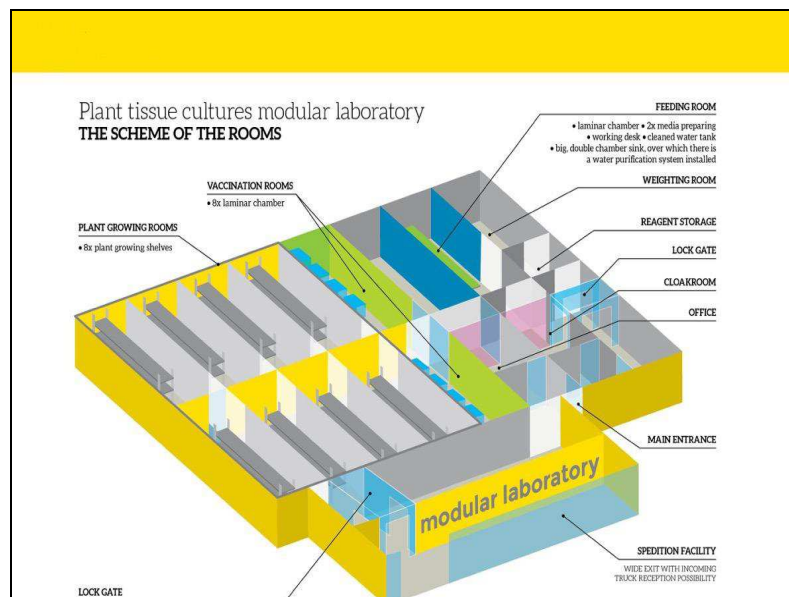 Plant tissue cultures modular laboratory
THE SCHEME OF THE ROOMS
FEEDING ROOM
• laminar chamber • 2x media preparing
• working desk • cleaned water tank
• big, double chamber sink, over which there is
a water purification system installed
VACCINATION ROOMS
• 8x laminar chamber
WEIGHTING ROOM
PLANT GROWING ROOMS
• 8x plant growing shelves
REAGENT STORAGE
LOCK GATE
CLOAKROOM
OFFICE
MAIN ENTRANCE
modular laboratory
SPEDITION FACILITY
WIDE EXIT WITH INCOMING
TRUCK RECEPTION POSSIBILITY
LOCK GATE